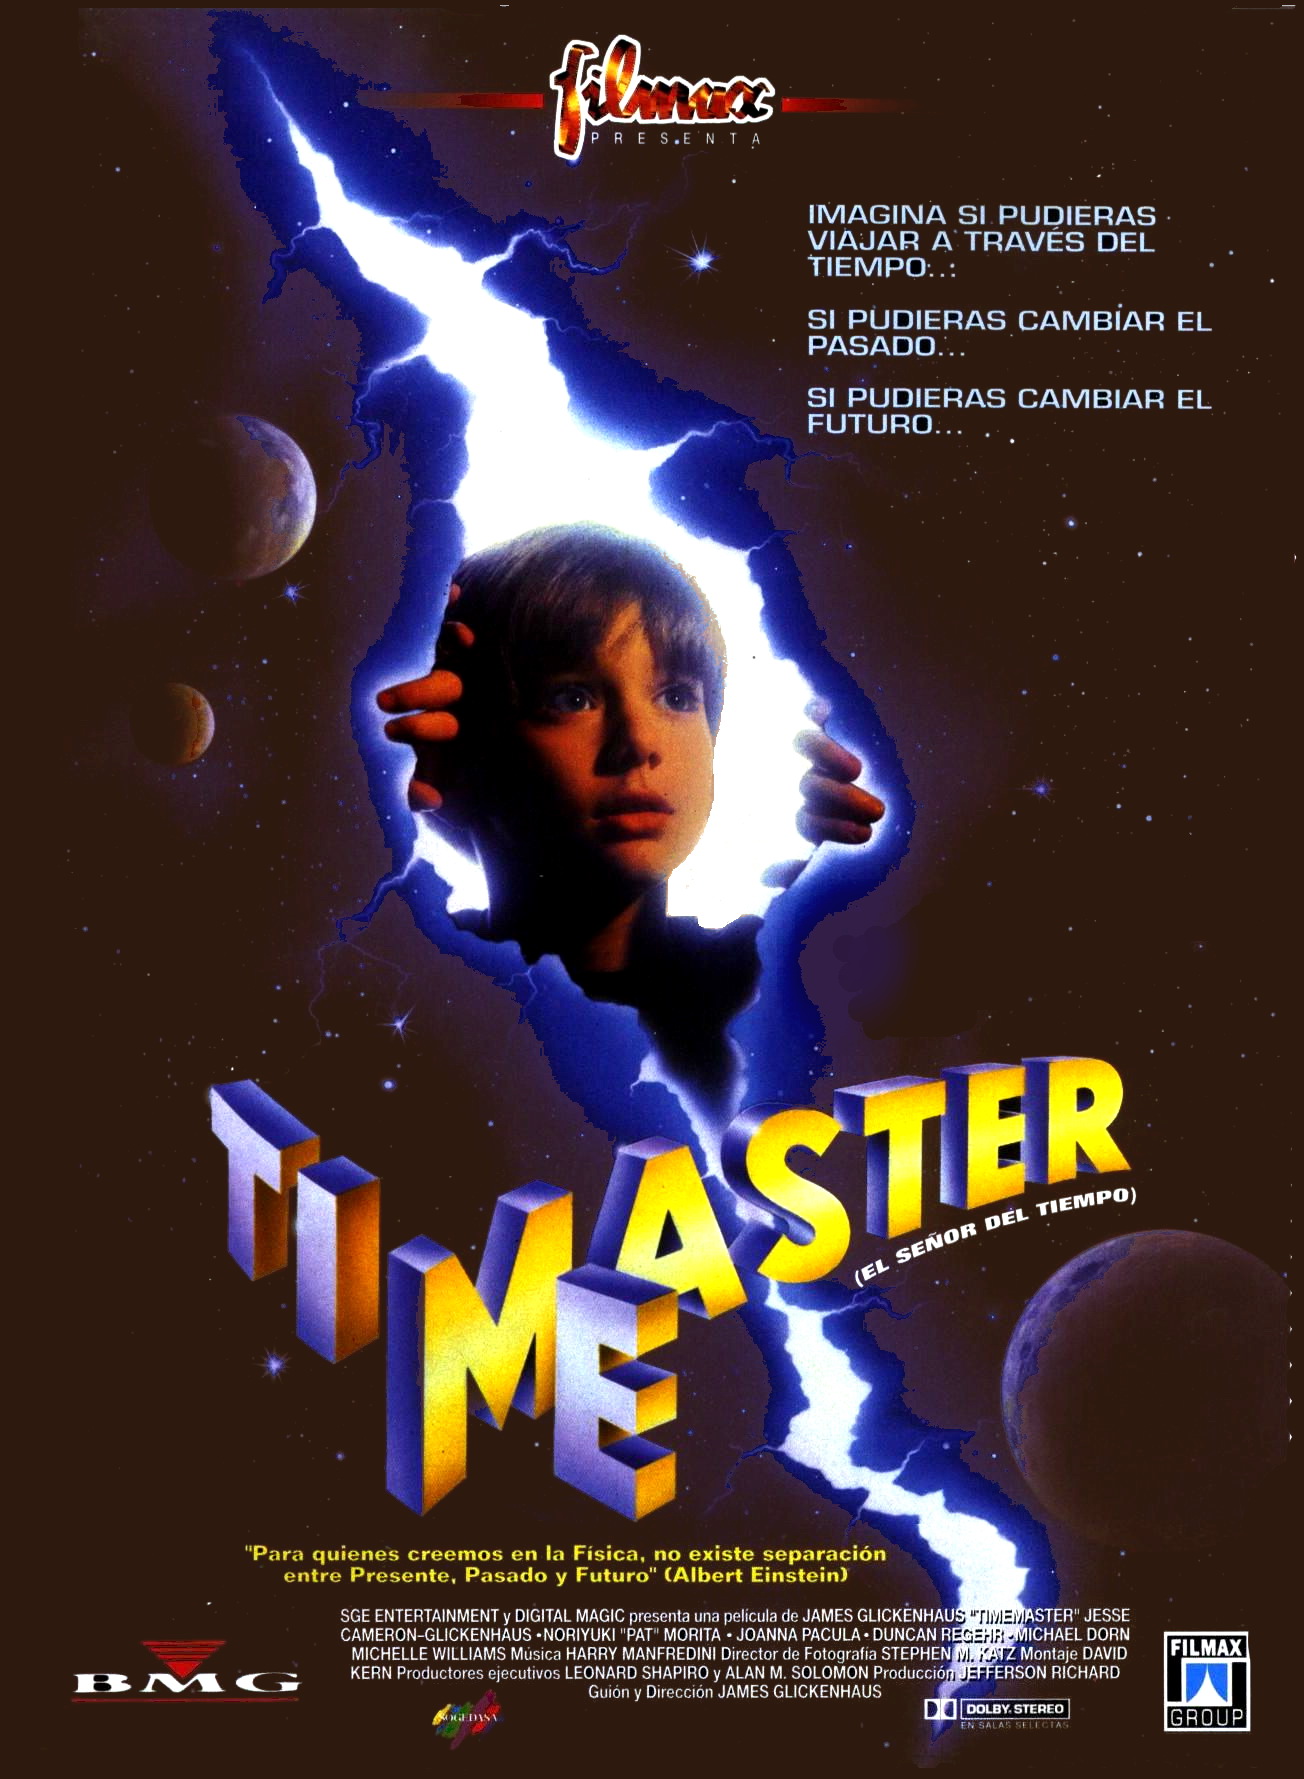 filmax
PRESENTA
IMAGINA SI PUDIERAS
VIAJAR A TRAVÉS DEL
TIEMPO...
SI PUDIERAS CAMBIAR EL
PASADO...
SI PUDIERAS CAMBIAR EL
FUTURO...
TIMEMASTER
(EL SEÑOR DEL TIEMPO)
"Para quienes creemos en la Física, no existe separación
entre Presente, Pasado y Futuro" (Albert Einstein)
SGE ENTERTAINMENT y DIGITAL MAGIC presenta una película de JAMES GLICKENHAUS "TIMEMASTER" JESSE
CAMERON-GLICKENHAUS • NORIYUKI "PAT" MORITA • JOANNA PACULA • DUNCAN REGEHR • MICHAEL DORN
MICHELLE WILLIAMS Música HARRY MANFREDINI Director de Fotografía STEPHEN M. KATZ Montaje DAVID
KERN Productores ejecutivos LEONARD SHAPIRO y ALAN M. SOLOMON Producción JEFFERSON RICHARD
Guión y Dirección JAMES GLICKENHAUS
BMG
SOGEDASA
DOLBY STEREO
EN SALAS SELECTAS
FILMAX
GROUP